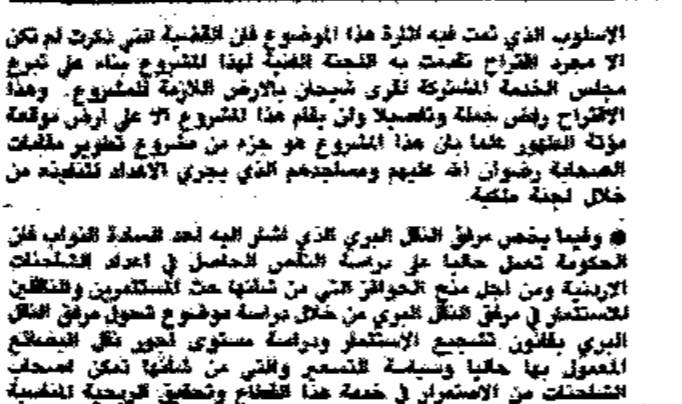 الاسلوب الذي تمت فيه اثارة هذا الموضوع فان القضية التي ذكرت لم تكن
الا مجرد اقتراح تقدمت به اللجنة الفنية لهذا المشروع بناء على تبرع
مجلس الخدمة المشتركة لقرى شيحان بالارض اللازمة للمشروع. وهذا
الاقتراح رفض جملة وتفصيلا ولن يقام هذا المشروع الا على ارض موقعة
مؤتة الطهور علما بان هذا المشروع هو جزء من مشروع تطوير مقامات
الصحابة رضوان الله عليهم ومساجدهم الذي يجري الاعداد لتنفيذه من
خلال لجنة ملكية.
● وفيما يخص مرفق النقل البري الذي اشار اليه احد السادة النواب فان
الحكومة تعمل حاليا على دراسة النقص الحاصل في اعداد الشاحنات
الاردنية ومن اجل منح الحوافز التي من شانها حث المستثمرين والناقلين
للاستثمار في مرفق النقل البري من خلال دراسة موضوع شمول مرفق النقل
البري بقانون تشجيع الاستثمار ودراسة مستوى اجور نقل البضائع
المعمول بها حاليا وسياسة التسعير والتي من شانها تمكن اصحاب
الشاحنات من الاستمرار في خدمة هذا القطاع وتحقيق الربحية المناسبة